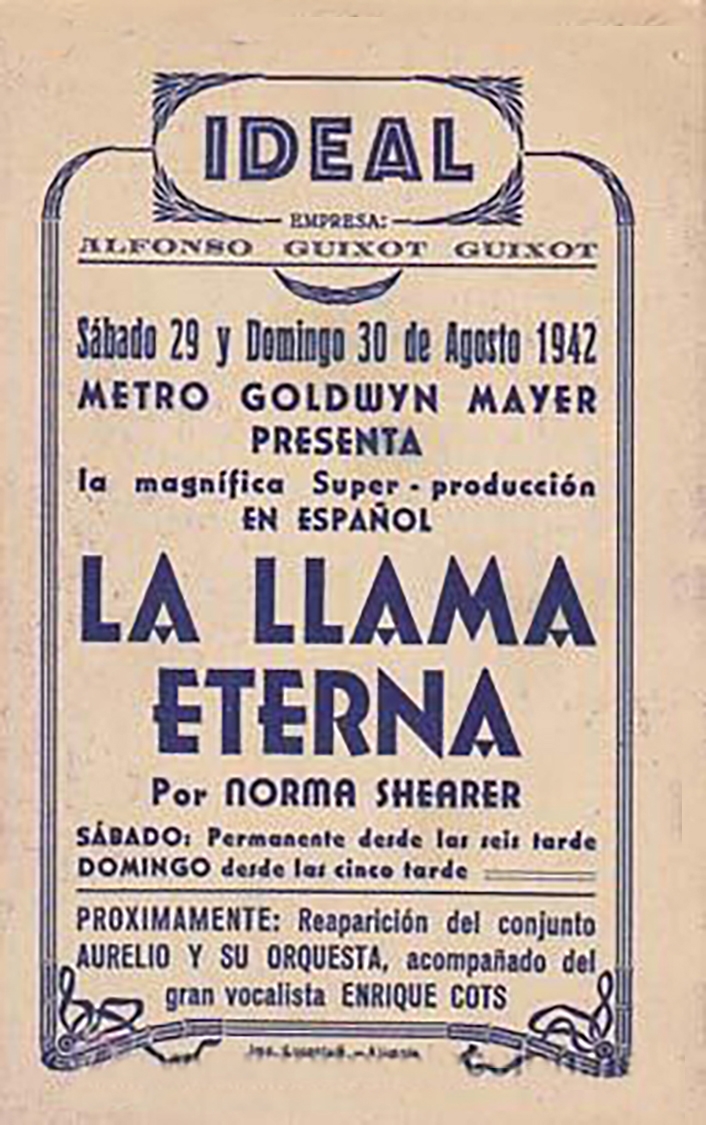 IDEAL
EMPRESA:
ALFONSO GUIXOT GUIXOT
Sábado 29 y Domingo 30 de Agosto 1942
METRO GOLDWYN MAYER
PRESENTA
la magnífica Super - producción
EN ESPAÑOL
LA LLAMA
ETERNA
Por NORMA SHEARER
SÁBADO: Permanente desde las seis tarde
DOMINGO desde las cinco tarde
PROXIMAMENTE: Reaparición del conjunto
AURELIO Y SU ORQUESTA, acompañado del
gran vocalista ENRIQUE COTS